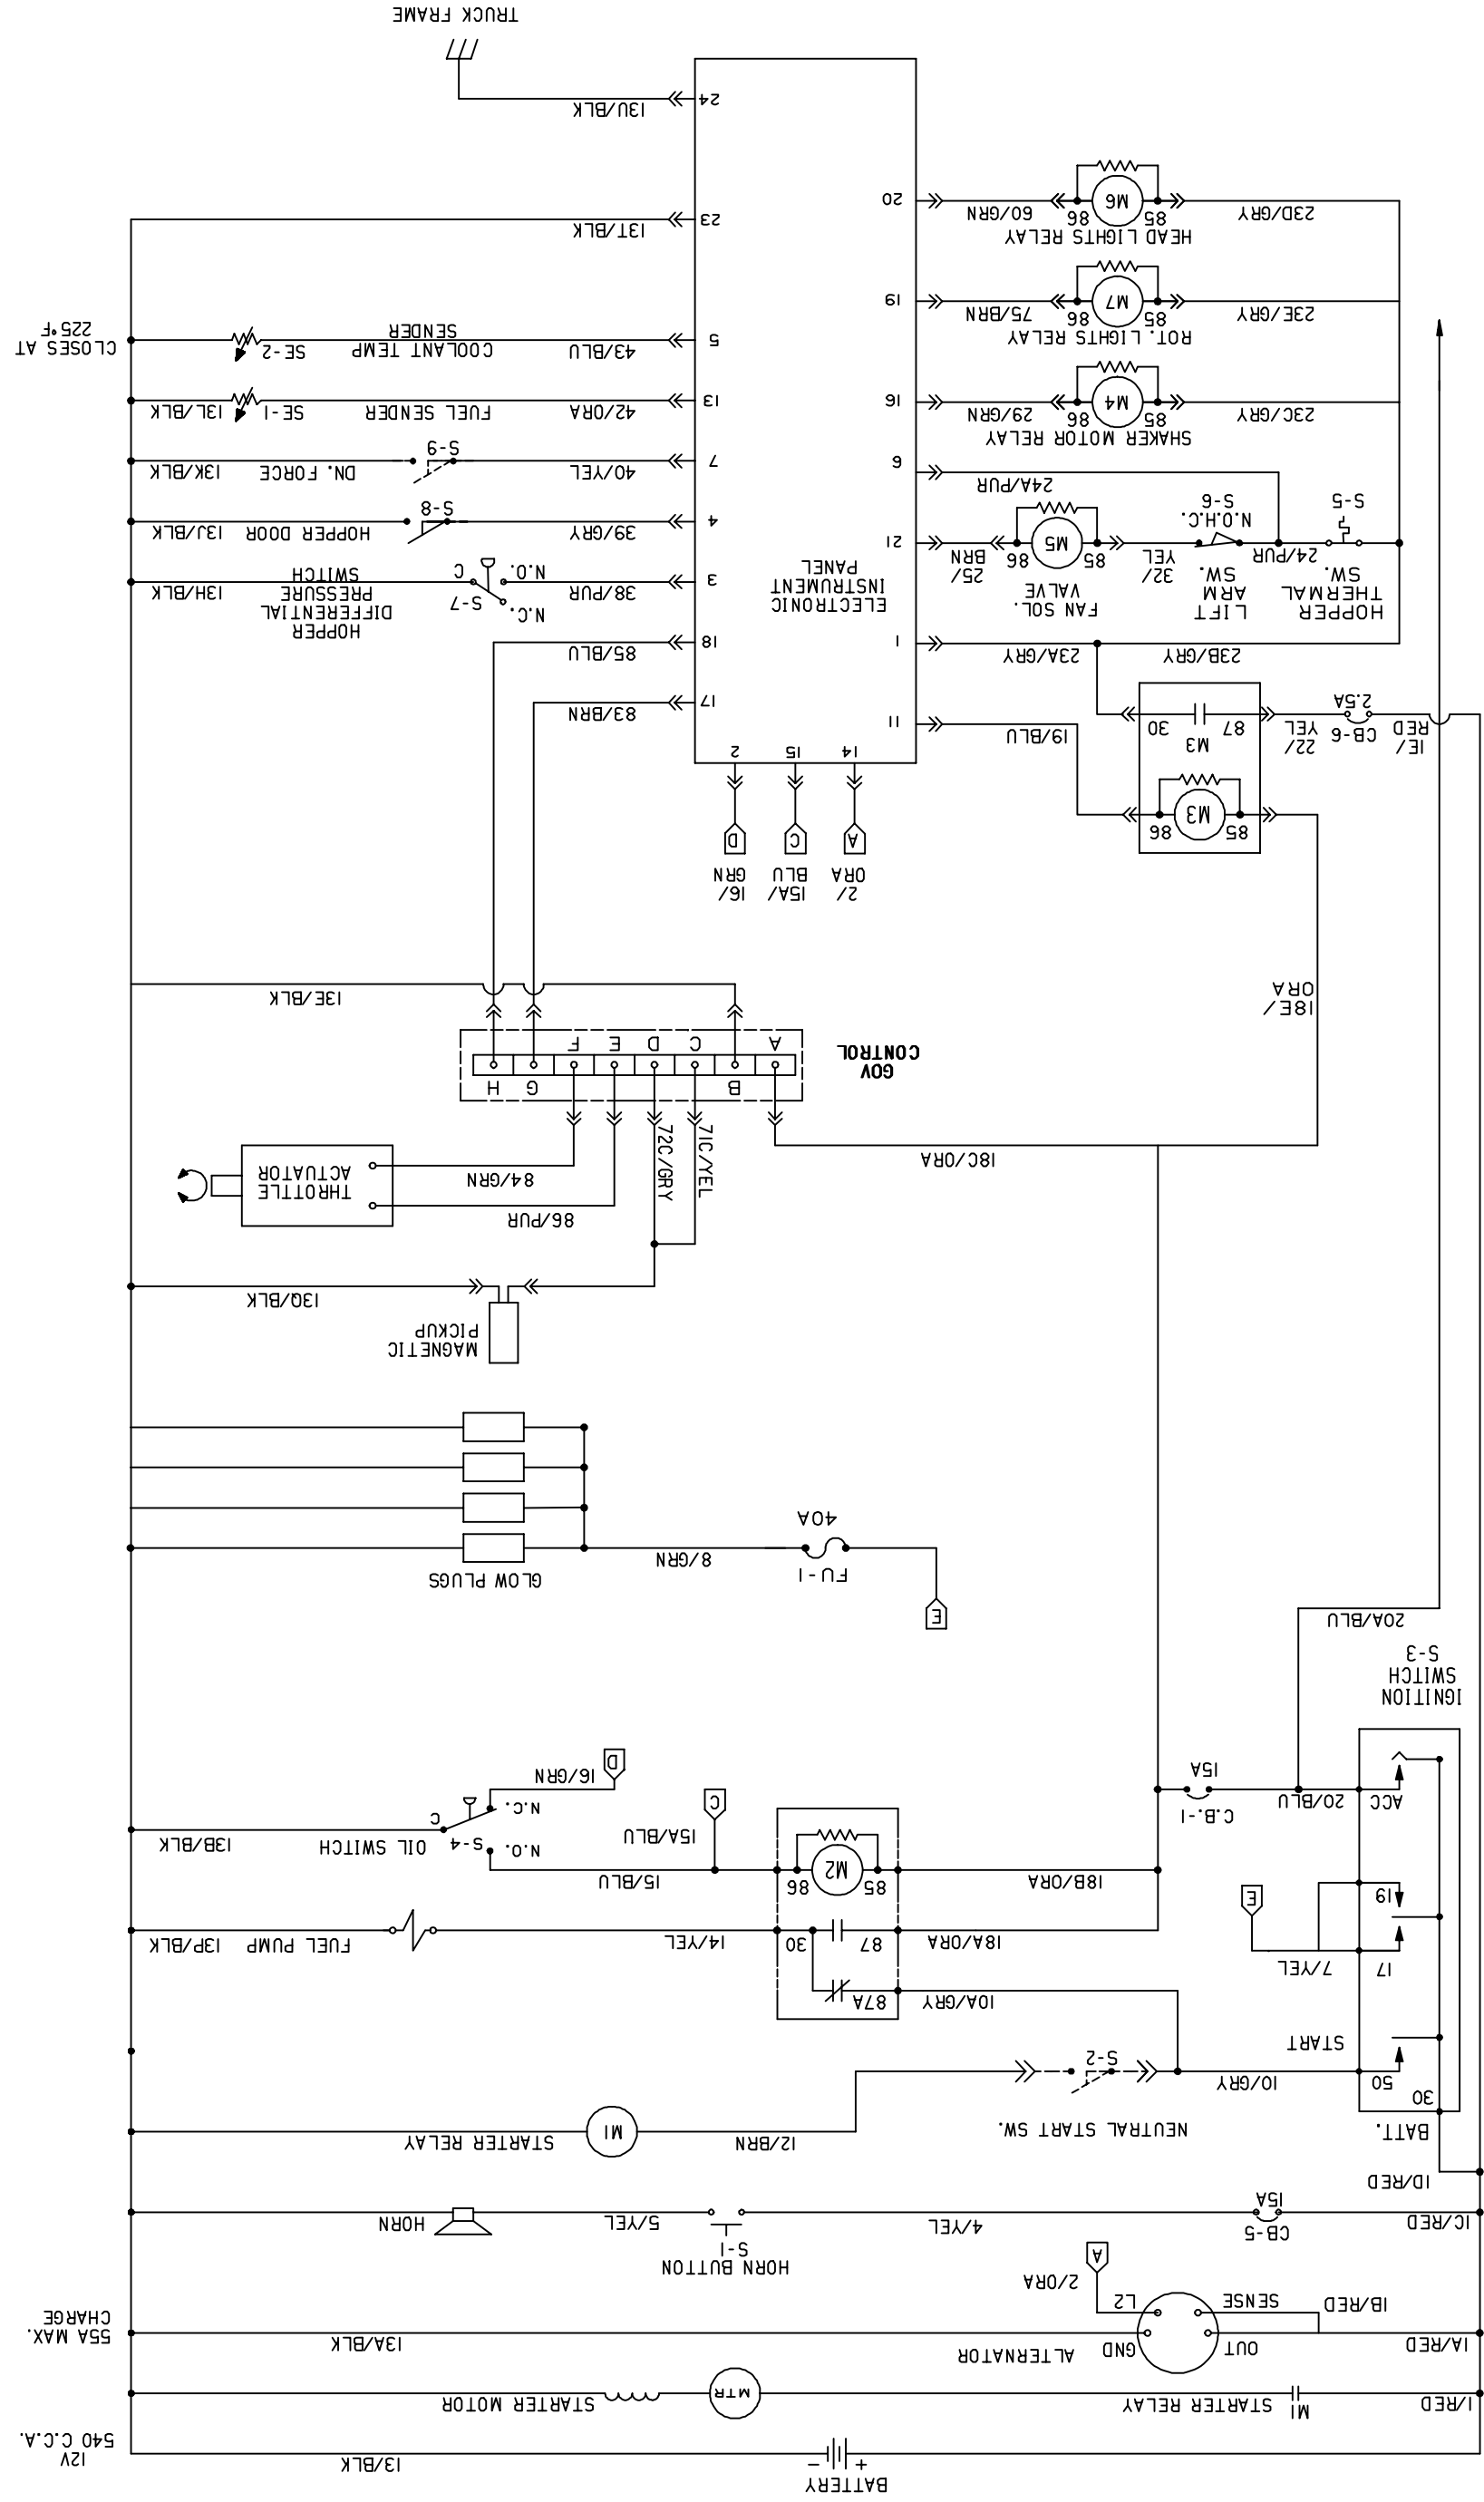 BATTERY
+ −
13/BLK
12V
540 C.C.A.
1/RED
M1
STARTER RELAY
MTR
STARTER MOTOR
1A/RED
OUT
GND
ALTERNATOR
13A/BLK
55A MAX.
CHARGE
1B/RED
SENSE
L2
2/ORA
A
1C/RED
CB-5
15A
4/YEL
HORN BUTTON
S-1
5/YEL
HORN
1D/RED
BATT.
30
NEUTRAL START SW.
12/BRN
M1
STARTER RELAY
50
START
10/GRY
S-2
10A/GRY
87A
17
7/YEL
E
19
18A/ORA
87
30
14/YEL
FUEL PUMP
13P/BLK
18B/ORA
85
M2
86
15/BLU
15A/BLU
C
N.O.
S-4
OIL SWITCH
C
N.C.
13B/BLK
16/GRN
D
ACC
20/BLU
C.B.-1
15A
IGNITION
SWITCH
S-3
20A/BLU
E
FU-1
40A
8/GRN
GLOW PLUGS
MAGNETIC
PICKUP
13Q/BLK
86/PUR
84/GRN
THROTTLE
ACTUATOR
71C/YEL
72C/GRY
18C/ORA
GOV
CONTROL
A
B
C
D
E
F
G
H
13E/BLK
18E/
ORA
2/
ORA
A
15A/
BLU
C
16/
GRN
D
14
15
2
85
M3
86
19/BLU
11
1E/
RED
CB-6
2.5A
22/
YEL
87
M3
30
17
83/BRN
23B/GRY
23A/GRY
1
18
85/BLU
ELECTRONIC
INSTRUMENT
PANEL
HOPPER
THERMAL
SW.
S-5
24/PUR
LIFT
ARM
SW.
N.O.H.C.
S-6
32/
YEL
FAN SOL.
VALVE
85
M5
86
25/
BRN
21
24A/PUR
6
3
38/PUR
N.C.
N.O.
S-7
C
HOPPER
DIFFERENTIAL
PRESSURE
SWITCH
13H/BLK
4
39/GRY
S-8
HOPPER DOOR
13J/BLK
7
40/YEL
S-9
DN. FORCE
13K/BLK
SHAKER MOTOR RELAY
23C/GRY
85
M4
86
29/GRN
16
13
42/ORA
FUEL SENDER
SE-1
13L/BLK
ROT. LIGHTS RELAY
23E/GRY
85
M7
86
75/BRN
19
5
43/BLU
COOLANT TEMP
SENDER
SE-2
CLOSES AT
225°F
HEAD LIGHTS RELAY
23D/GRY
85
M6
86
60/GRN
20
23
13T/BLK
24
13U/BLK
TRUCK FRAME